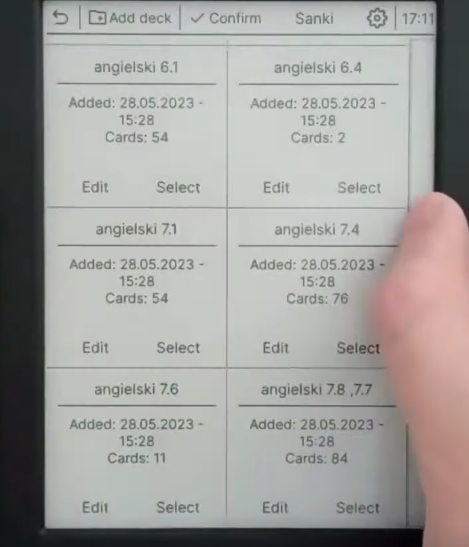 Add deck Confirm Sanki 17:11
angielski 6.1 angielski 6.4
Added: 28.05.2023 - Added: 28.05.2023 -
15:28 15:28
Cards: 54 Cards: 2
Edit Select Edit Select
angielski 7.1 angielski 7.4
Added: 28.05.2023 - Added: 28.05.2023 -
15:28 15:28
Cards: 54 Cards: 76
Edit Select Edit Select
angielski 7.6 angielski 7.8 ,7.7
Added: 28.05.2023 - Added: 28.05.2023 -
15:28 15:28
Cards: 11 Cards: 84
Edit Select Edit Select